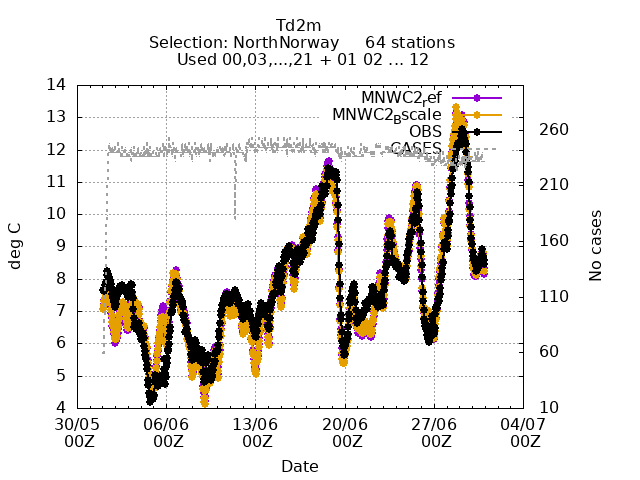 Td2m
Selection: NorthNorway 64 stations
Used 00,03,...,21 + 01 02 ... 12
14
13
12
11
10
9
8
7
6
5
4
deg C
MNWC2ref
MNWC2Bscale
OBS
CASES
260
210
160
110
60
10
No cases
30/05 06/06 13/06 20/06 27/06 04/07
00Z 00Z 00Z 00Z 00Z 00Z
Date